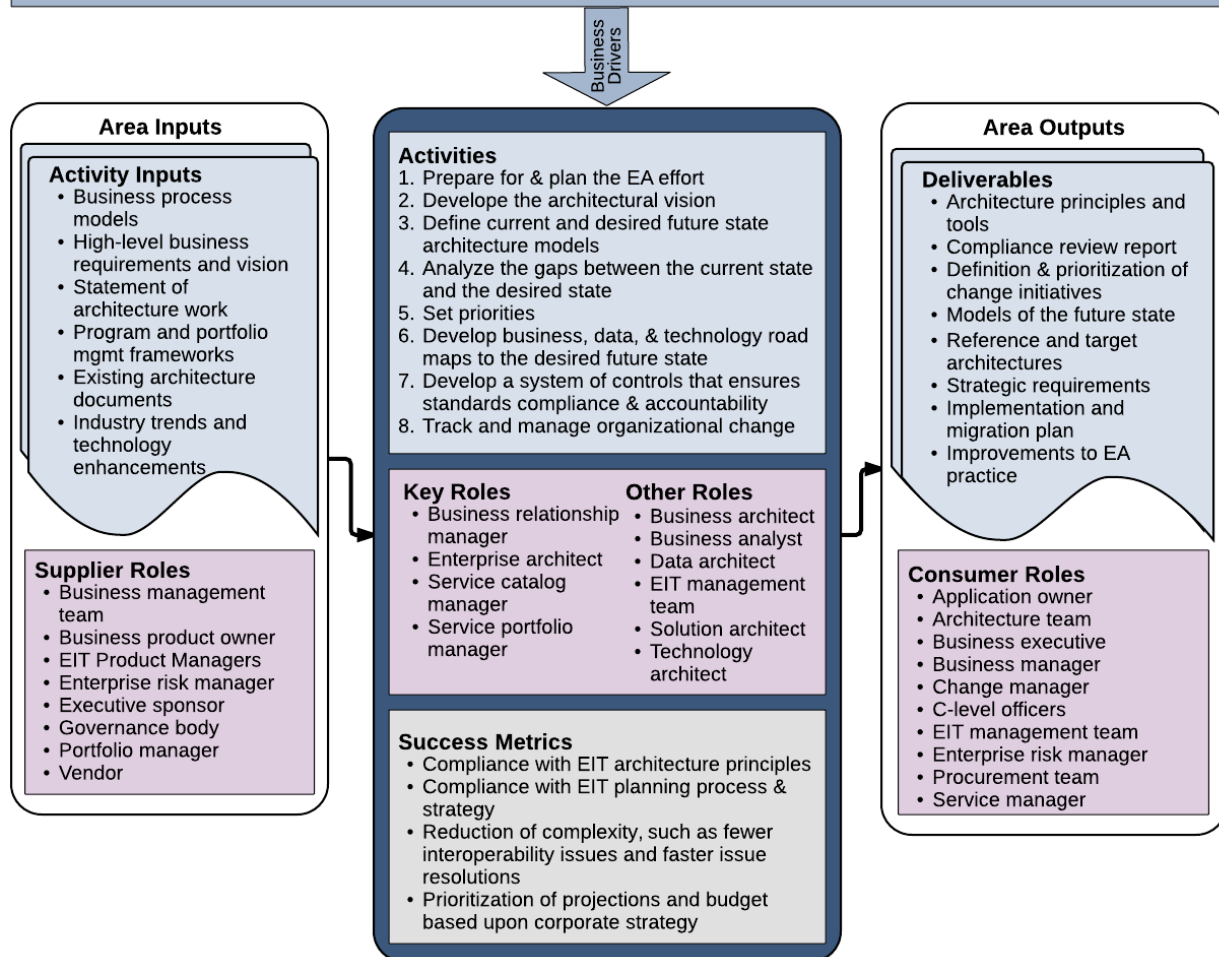 Business
Drivers
Area Inputs
Activity Inputs
• Business process
models
• High-level business
requirements and vision
• Statement of
architecture work
• Program and portfolio
mgmt frameworks
• Existing architecture
documents
• Industry trends and
technology
enhancements
Supplier Roles
• Business management
team
• Business product owner
• EIT Product Managers
• Enterprise risk manager
• Executive sponsor
• Governance body
• Portfolio manager
• Vendor
Activities
1. Prepare for & plan the EA effort
2. Develope the architectural vision
3. Define current and desired future state
architecture models
4. Analyze the gaps between the current state
and the desired state
5. Set priorities
6. Develop business, data, & technology road
maps to the desired future state
7. Develop a system of controls that ensures
standards compliance & accountability
8. Track and manage organizational change
Key Roles
• Business relationship
manager
• Enterprise architect
• Service catalog
manager
• Service portfolio
manager
Other Roles
• Business architect
• Business analyst
• Data architect
• EIT management
team
• Solution architect
• Technology
architect
Success Metrics
• Compliance with EIT architecture principles
• Compliance with EIT planning process &
strategy
• Reduction of complexity, such as fewer
interoperability issues and faster issue
resolutions
• Prioritization of projections and budget
based upon corporate strategy
Area Outputs
Deliverables
• Architecture principles and
tools
• Compliance review report
• Definition & prioritization of
change initiatives
• Models of the future state
• Reference and target
architectures
• Strategic requirements
• Implementation and
migration plan
• Improvements to EA
practice
Consumer Roles
• Application owner
• Architecture team
• Business executive
• Business manager
• Change manager
• C-level officers
• EIT management team
• Enterprise risk manager
• Procurement team
• Service manager